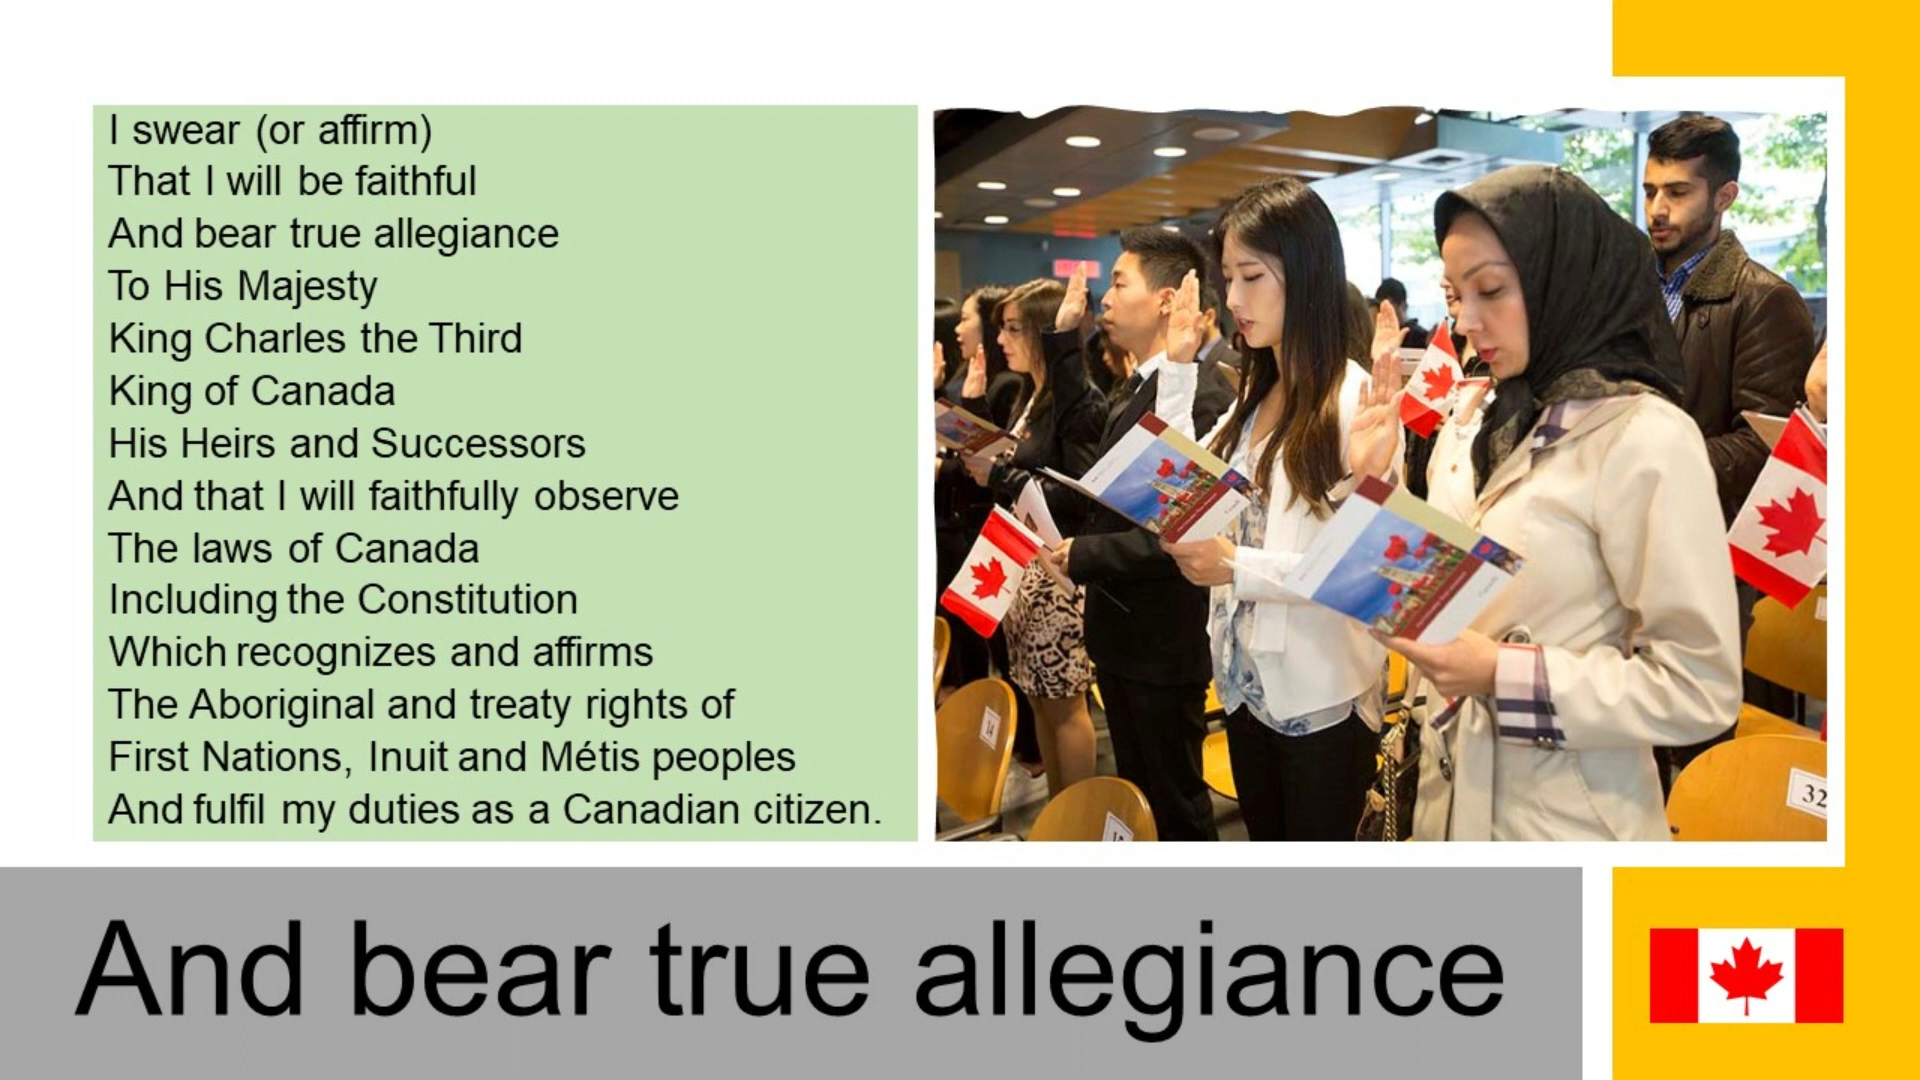 I swear (or affirm)
That I will be faithful
And bear true allegiance
To His Majesty
King Charles the Third
King of Canada
His Heirs and Successors
And that I will faithfully observe
The laws of Canada
Including the Constitution
Which recognizes and affirms
The Aboriginal and treaty rights of
First Nations, Inuit and Métis peoples
And fulfil my duties as a Canadian citizen.
14
32
And bear true allegiance